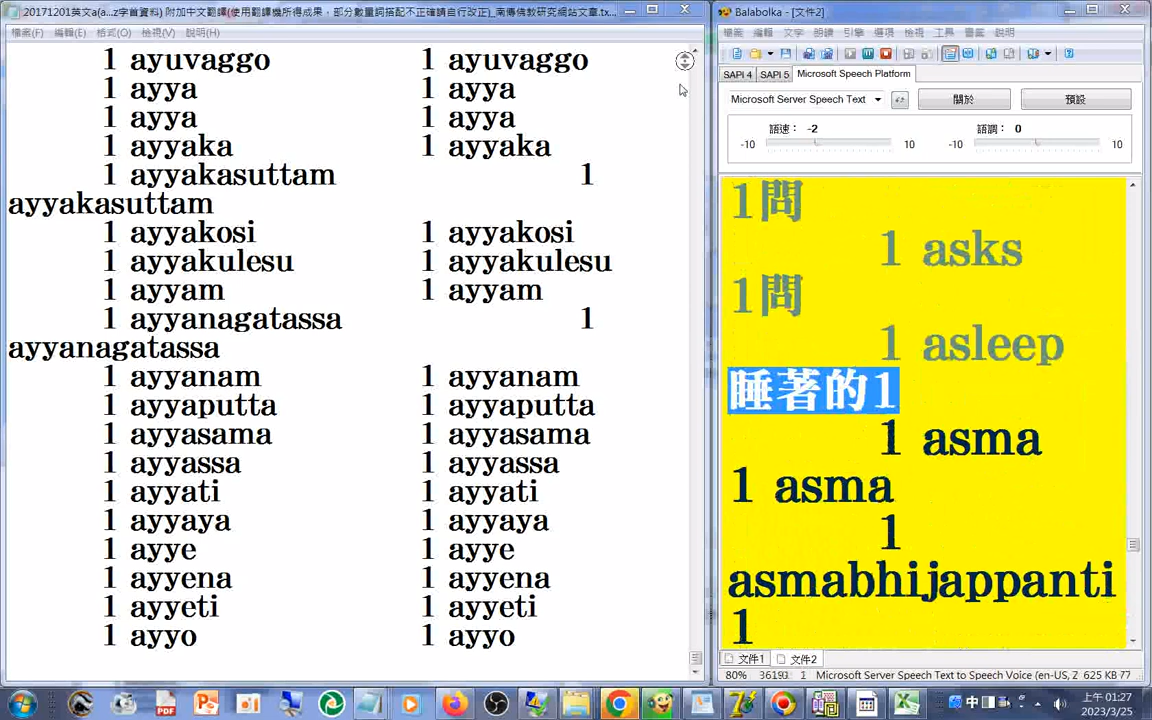 20171201英文a(a...z字首資料) 附加中文翻譯(使用翻譯機所得成果，部分數量詞搭配不正確請自行改正)_南傳佛教研究網站文章.tx...
檔案(F) 編輯(E) 格式(O) 檢視(V) 說明(H)
1 ayuvaggo 1 ayuvaggo
1 ayya 1 ayya
1 ayya 1 ayya
1 ayyaka 1 ayyaka
1 ayyakasuttam 1
ayyakasuttam
1 ayyakosi 1 ayyakosi
1 ayyakulesu 1 ayyakulesu
1 ayyam 1 ayyam
1 ayyanagatassa 1
ayyanagatassa
1 ayyanam 1 ayyanam
1 ayyaputta 1 ayyaputta
1 ayyasama 1 ayyasama
1 ayyassa 1 ayyassa
1 ayyati 1 ayyati
1 ayyaya 1 ayyaya
1 ayye 1 ayye
1 ayyena 1 ayyena
1 ayyeti 1 ayyeti
1 ayyo 1 ayyo
Balabolka - [文件2]
檔案 編輯 文字 朗讀 引擎 選項 檢視 工具 書籤 說明
SAPI 4 SAPI 5 Microsoft Speech Platform
Microsoft Server Speech Text 關於 預設
語速： -2 語調： 0
-10 10 -10 10
1問
1 asks
1問
1 asleep
睡著的1
1 asma
1 asma
1
asmabhijappanti
1
文件1 文件2
80% 36193 1 Microsoft Server Speech Text to Speech Voice (en-US, Z 625 KB 77
中
上午 01:27
2023/3/25